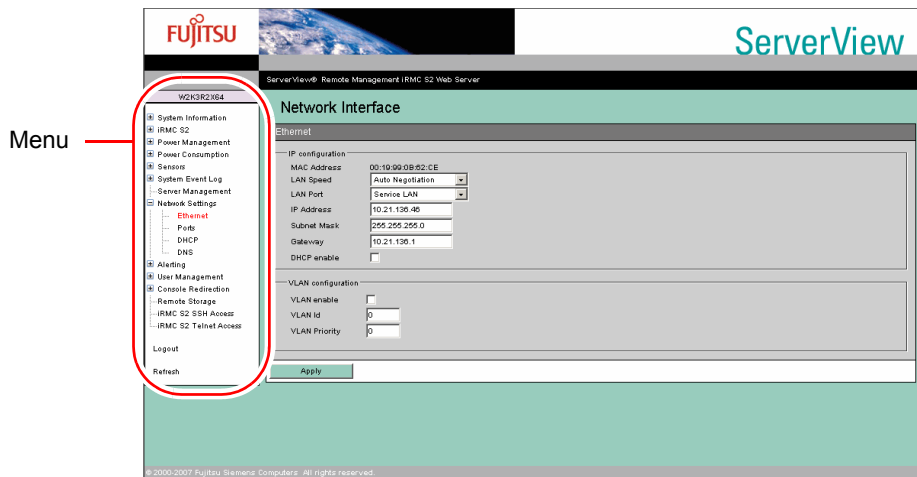 FUJITSU
ServerView
ServerView® Remote Management iRMC S2 Web Server
W2K3R2X64
Network Interface
Menu
System Information
iRMC S2
Power Management
Power Consumption
Sensors
System Event Log
Server Management
Network Settings
Ethernet
Ports
DHCP
DNS
Alerting
User Management
Console Redirection
Remote Storage
iRMC S2 SSH Access
iRMC S2 Telnet Access
Logout
Refresh
Ethernet
IP configuration
MAC Address 00:19:99:0B:62:CE
LAN Speed Auto Negotiation
LAN Port Service LAN
IP Address 10.21.136.46
Subnet Mask 255.255.255.0
Gateway 10.21.136.1
DHCP enable
VLAN configuration
VLAN enable
VLAN Id 0
VLAN Priority 0
Apply
© 2000-2007 Fujitsu Siemens Computers All rights reserved.